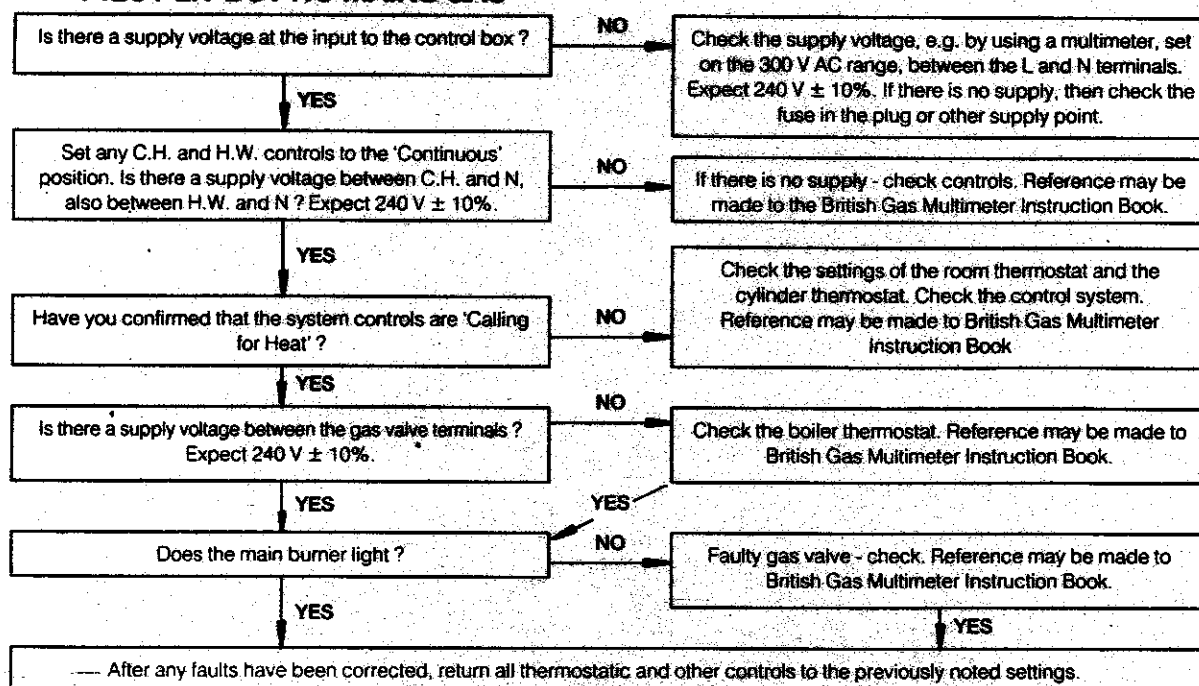 Is there a supply voltage at the input to the control box ?
NO
Check the supply voltage, e.g. by using a multimeter, set
on the 300 V AC range, between the L and N terminals.
Expect 240 V ± 10%. If there is no supply, then check the
fuse in the plug or other supply point.
YES
Set any C.H. and H.W. controls to the 'Continuous'
position. Is there a supply voltage between C.H. and N,
also between H.W. and N ? Expect 240 V ± 10%.
NO
If there is no supply - check controls. Reference may be
made to the British Gas Multimeter Instruction Book.
YES
Have you confirmed that the system controls are 'Calling
for Heat' ?
NO
Check the settings of the room thermostat and the
cylinder thermostat. Check the control system.
Reference may be made to British Gas Multimeter
Instruction Book
YES
Is there a supply voltage between the gas valve terminals ?
Expect 240 V ± 10%.
NO
Check the boiler thermostat. Reference may be made to
British Gas Multimeter Instruction Book.
YES
YES
Does the main burner light ?
NO
Faulty gas valve - check. Reference may be made to
British Gas Multimeter Instruction Book.
YES
YES
After any faults have been corrected, return all thermostatic and other controls to the previously noted settings.